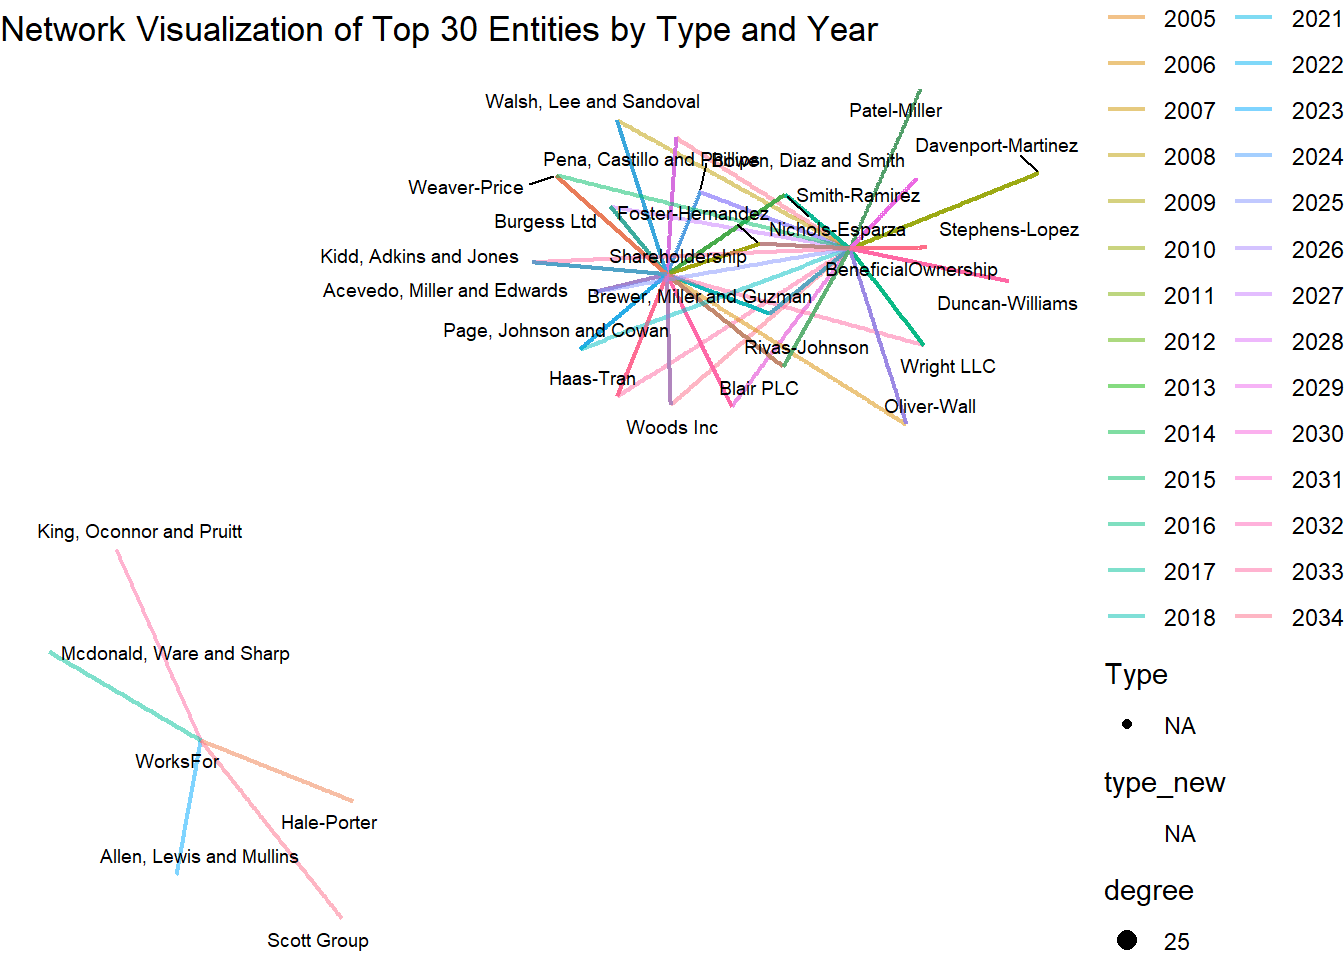 Network Visualization of Top 30 Entities by Type and Year
Walsh, Lee and Sandoval
Patel-Miller
Davenport-Martinez
Pena, Castillo and Phillips
Bowen, Diaz and Smith
Weaver-Price
Smith-Ramirez
Burgess Ltd
Foster-Hernandez
Nichols-Esparza
Stephens-Lopez
Kidd, Adkins and Jones
Shareholdership
BeneficialOwnership
Acevedo, Miller and Edwards
Brewer, Miller and Guzman
Duncan-Williams
Page, Johnson and Cowan
Rivas-Johnson
Wright LLC
Haas-Tran
Blair PLC
Oliver-Wall
Woods Inc
King, Oconnor and Pruitt
Mcdonald, Ware and Sharp
WorksFor
Hale-Porter
Allen, Lewis and Mullins
Scott Group
2005 2021
2006 2022
2007 2023
2008 2024
2009 2025
2010 2026
2011 2027
2012 2028
2013 2029
2014 2030
2015 2031
2016 2032
2017 2033
2018 2034
Type
NA
type_new
NA
degree
25